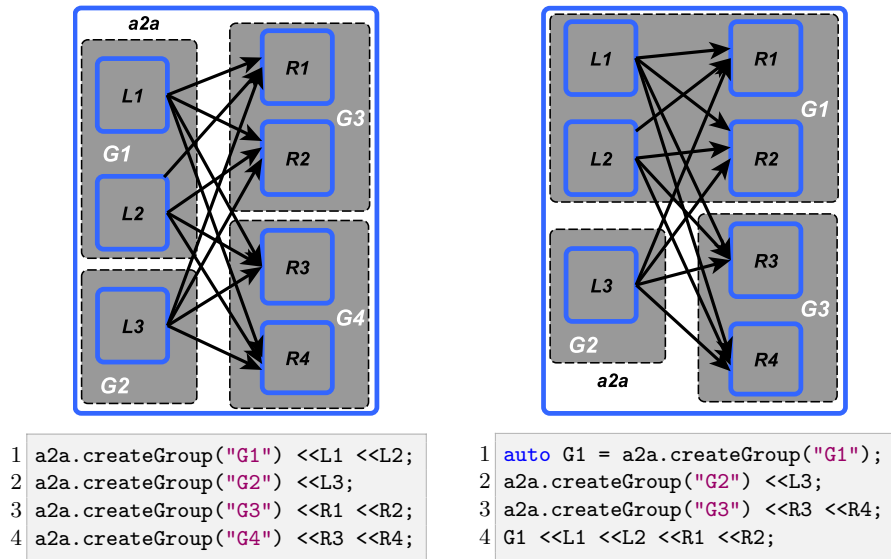 a2a
L1
R1
G3
G1
R2
L2
R3
L3
G4
G2
R4
1 a2a.createGroup("G1") <<L1 <<L2;
2 a2a.createGroup("G2") <<L3;
3 a2a.createGroup("G3") <<R1 <<R2;
4 a2a.createGroup("G4") <<R3 <<R4;
L1
R1
G1
L2
R2
R3
L3
G3
G2
R4
a2a
1 auto G1 = a2a.createGroup("G1");
2 a2a.createGroup("G2") <<L3;
3 a2a.createGroup("G3") <<R3 <<R4;
4 G1 <<L1 <<L2 <<R1 <<R2;